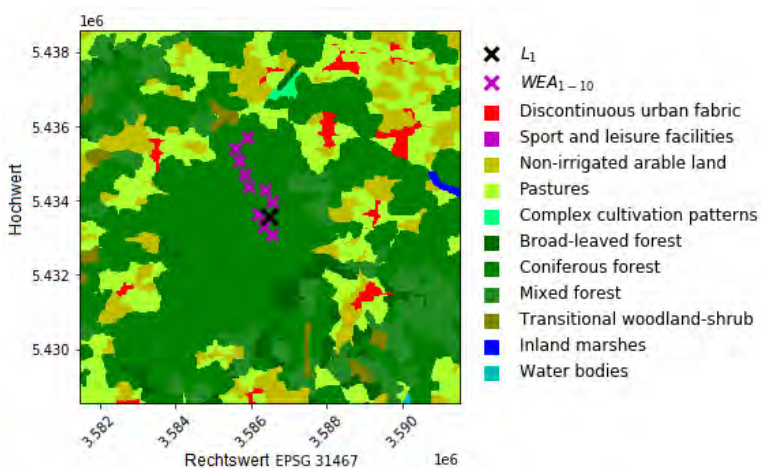 1e6
5.438
5.436
5.434
5.432
5.430
Hochwert
3.582
3.584
3.586
3.588
3.590
Rechtswert EPSG 31467
1e6
L1
WEA1−10
Discontinuous urban fabric
Sport and leisure facilities
Non-irrigated arable land
Pastures
Complex cultivation patterns
Broad-leaved forest
Coniferous forest
Mixed forest
Transitional woodland-shrub
Inland marshes
Water bodies